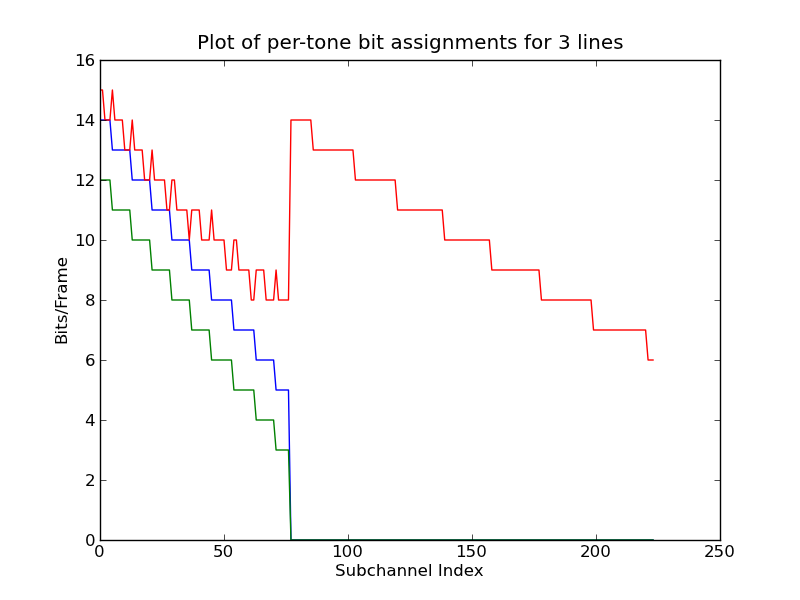 Plot of per-tone bit assignments for 3 lines
16
14
12
10
8
6
4
2
0
Bits/Frame
0 50 100 150 200 250
Subchannel Index